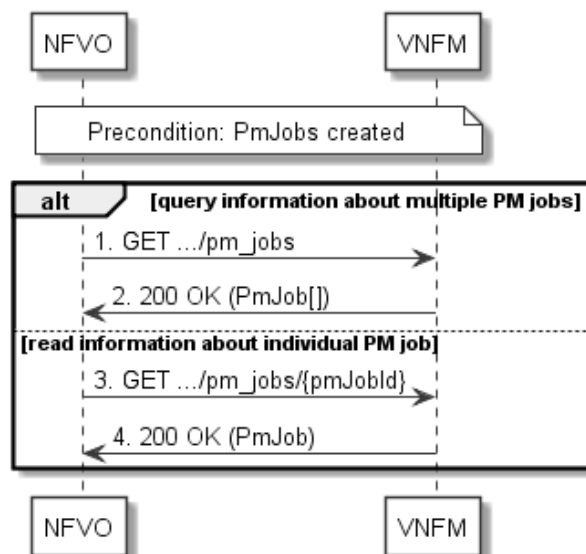 NFVO VNFM
Precondition: PmJobs created
alt [query information about multiple PM jobs]
1. GET .../pm_jobs
2. 200 OK (PmJob[])
[read information about individual PM job]
3. GET .../pm_jobs/{pmJobId}
4. 200 OK (PmJob)
NFVO VNFM